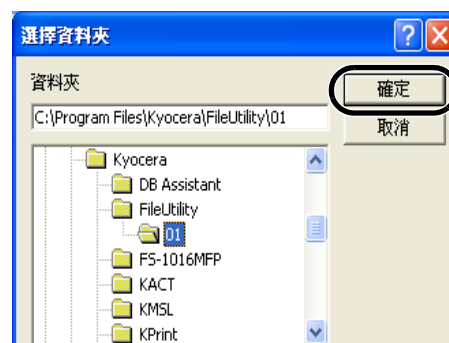 選擇資料夾
資料夾
確定
C:\Program Files\Kyocera\FileUtility\01
取消
Kyocera
DB Assistant
FileUtility
01
FS-1016MFP
KACT
KMSL
KPrint